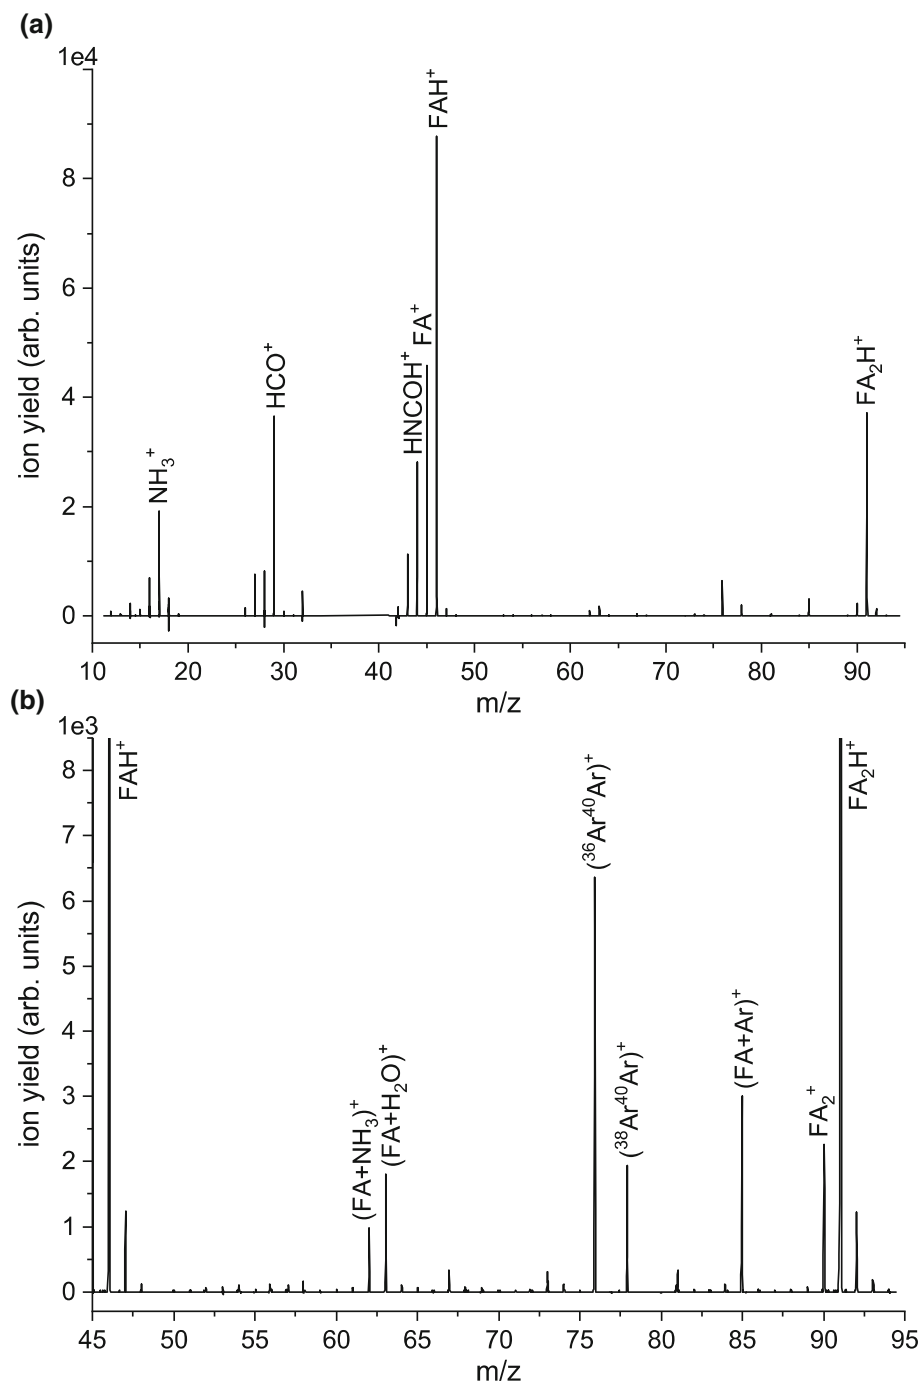 (a)
1e4
ion yield (arb. units)
8
6
4
2
0
NH₃⁺
HCO⁺
HNCOH⁺
FA⁺
FAH⁺
FA₂H⁺
10 20 30 40 50 60 70 80 90
m/z
(b)
1e3
ion yield (arb. units)
8
7
6
5
4
3
2
1
0
FAH⁺
(FA+NH₃)⁺
(FA+H₂O)⁺
(³⁶Ar⁴⁰Ar)⁺
(³⁸Ar⁴⁰Ar)⁺
(FA+Ar)⁺
FA₂⁺
FA₂H⁺
45 50 55 60 65 70 75 80 85 90 95
m/z